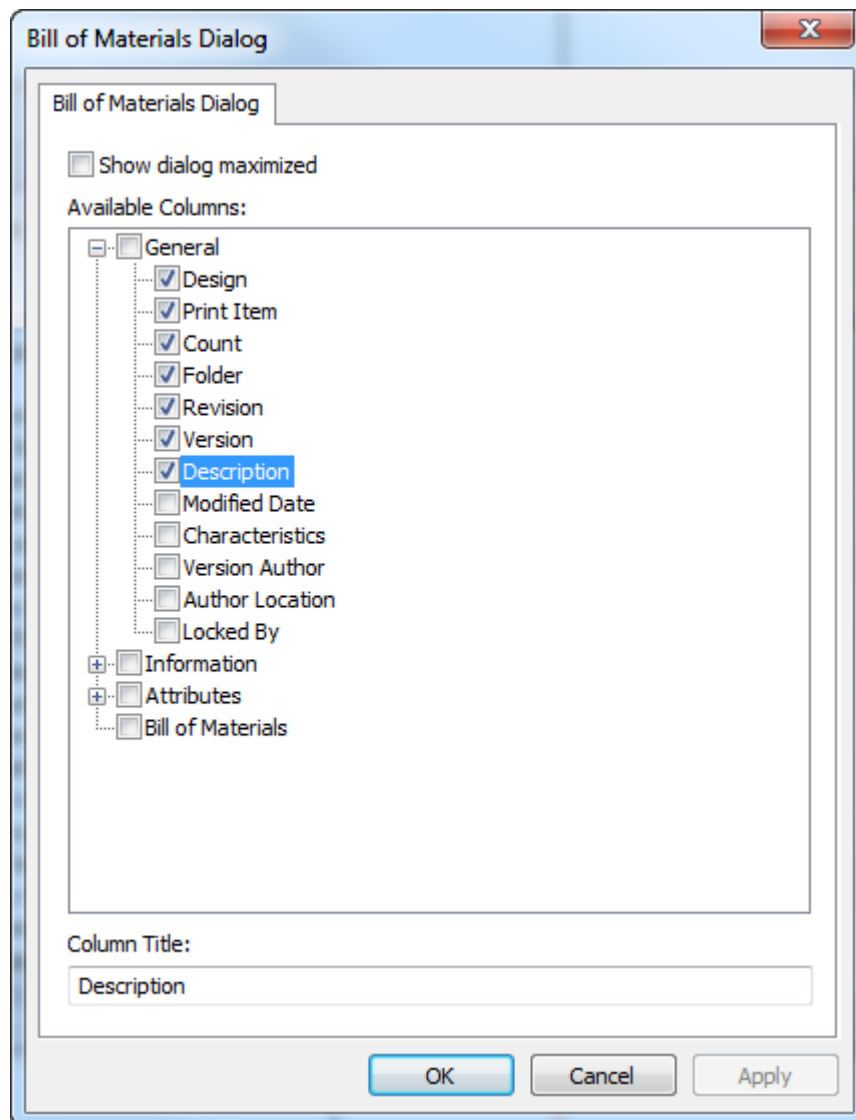 Bill of Materials Dialog
Bill of Materials Dialog
Show dialog maximized
Available Columns:
General
Design
Print Item
Count
Folder
Revision
Version
Description
Modified Date
Characteristics
Version Author
Author Location
Locked By
Information
Attributes
Bill of Materials
Column Title:
Description
OK Cancel Apply